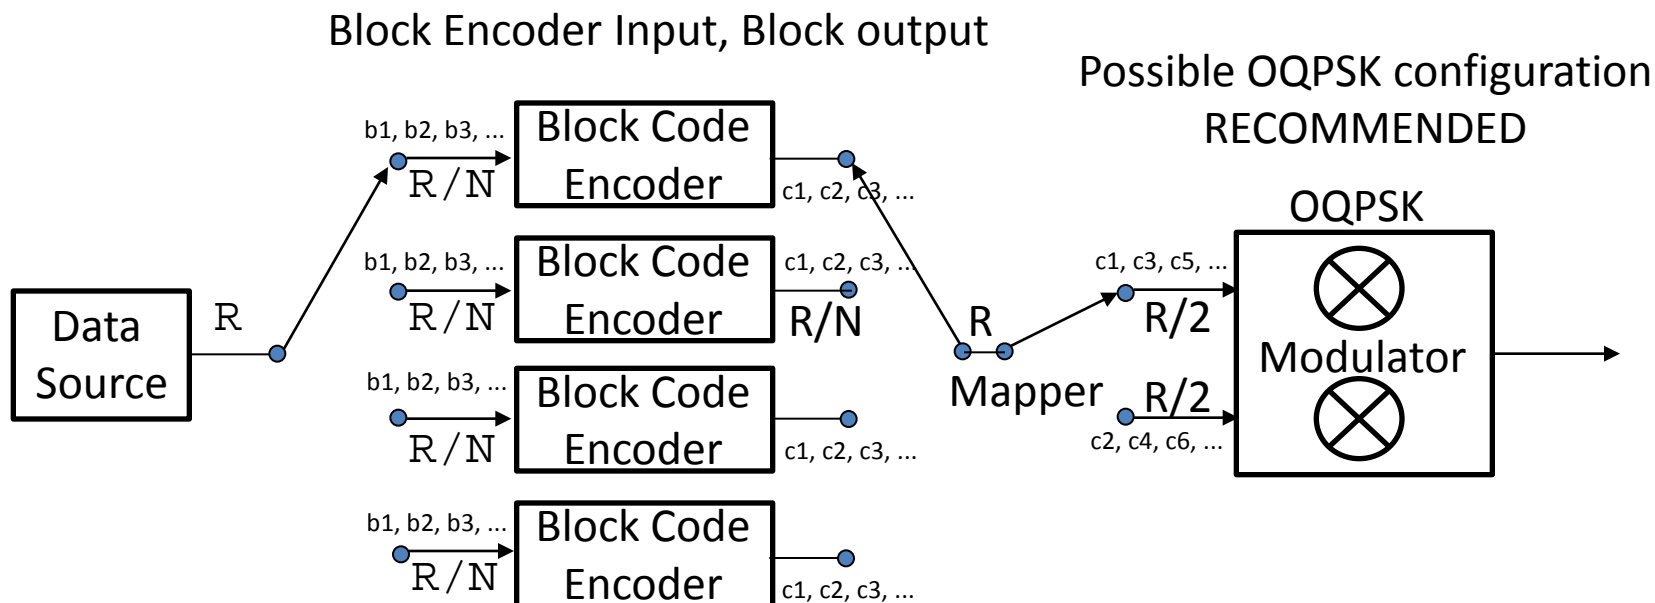 Block Encoder Input, Block output
Possible OQPSK configuration
RECOMMENDED
b1, b2, b3, ...
R/N
Block Code
Encoder
c1, c2, c3, ...
b1, b2, b3, ...
R/N
Block Code
Encoder
c1, c2, c3, ...
R/N
b1, b2, b3, ...
R/N
Block Code
Encoder
c1, c2, c3, ...
b1, b2, b3, ...
R/N
Block Code
Encoder
c1, c2, c3, ...
Data
Source
R
R
Mapper
c1, c3, c5, ...
R/2
R/2
c2, c4, c6, ...
OQPSK
Modulator